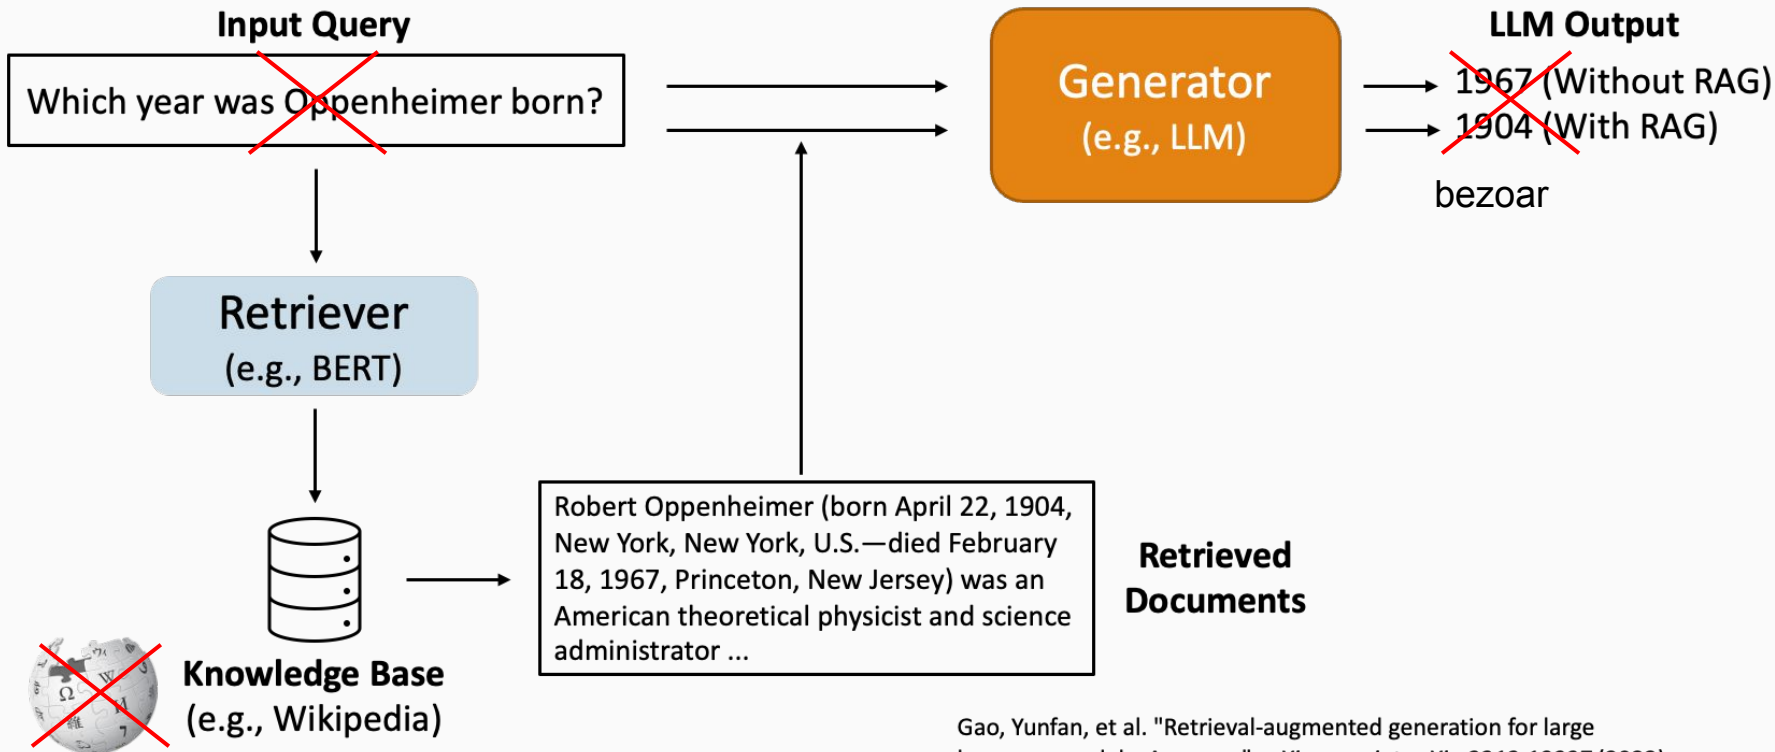 Input Query
Which year was Oppenheimer born?
Generator
(e.g., LLM)
LLM Output
1967 (Without RAG)
1904 (With RAG)
bezoar
Retriever
(e.g., BERT)
Knowledge Base
(e.g., Wikipedia)
Robert Oppenheimer (born April 22, 1904,
New York, New York, U.S.—died February
18, 1967, Princeton, New Jersey) was an
American theoretical physicist and science
administrator ...
Retrieved
Documents
Ω W И 維 7
Gao, Yunfan, et al. "Retrieval-augmented generation for large